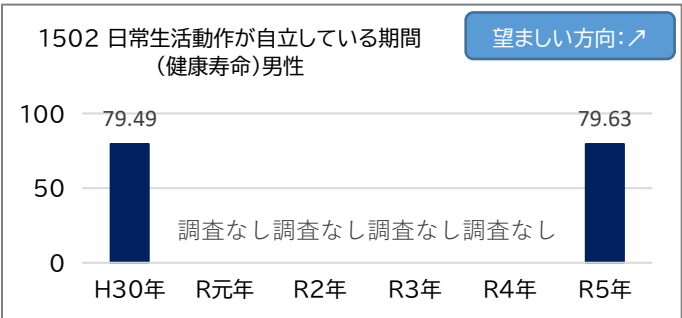 1502 日常生活動作が自立している期間
（健康寿命）男性
望ましい方向：↗
100
79.49
79.63
50
調査なし調査なし調査なし調査なし
0
H30年 R元年 R2年 R3年 R4年 R5年